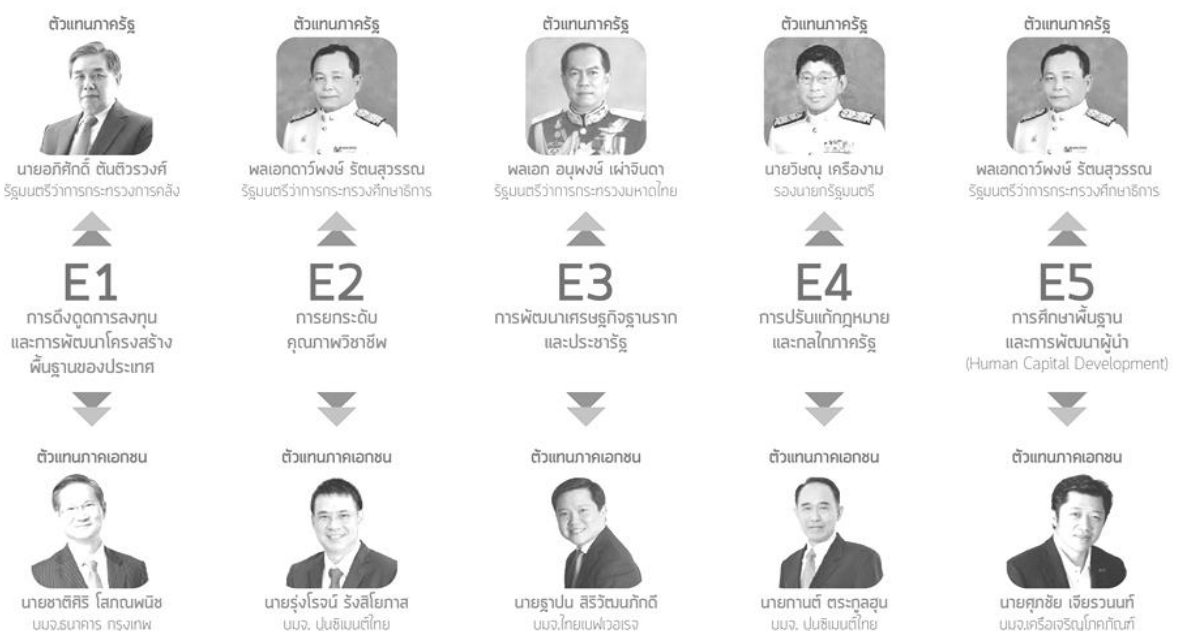 ตัวแทนภาครัฐ
นายอภิศักดิ์ ตันติวรวงศ์
รัฐมนตรีว่าการกระทรวงการคลัง
E1
การดึงดูดการลงทุน
และการพัฒนาโครงสร้าง
พื้นฐานของประเทศ
ตัวแทนภาคเอกชน
นายชาติศิริ โสภณพนิช
บมจ.ธนาคาร กรุงเทพ
ตัวแทนภาครัฐ
พลเอกดาว์พงษ์ รัตนสุวรรณ
รัฐมนตรีว่าการกระทรวงศึกษาธิการ
E2
การยกระดับ
คุณภาพวิชาชีพ
ตัวแทนภาคเอกชน
นายรุ่งโรจน์ รังสิโยภาส
บมจ. ปูนซิเมนต์ไทย
ตัวแทนภาครัฐ
พลเอก อนุพงษ์ เผ่าจินดา
รัฐมนตรีว่าการกระทรวงมหาดไทย
E3
การพัฒนาเศรษฐกิจฐานราก
และประชารัฐ
ตัวแทนภาคเอกชน
นายฐาปน สิริวัฒนภักดี
บมจ.ไทยเบฟเวอเรจ
ตัวแทนภาครัฐ
นายวิษณุ เครืองาม
รองนายกรัฐมนตรี
E4
การปรับแก้กฎหมาย
และกลไกภาครัฐ
ตัวแทนภาคเอกชน
นายกานต์ ตระกูลฮุน
บมจ. ปูนซิเมนต์ไทย
ตัวแทนภาครัฐ
พลเอกดาว์พงษ์ รัตนสุวรรณ
รัฐมนตรีว่าการกระทรวงศึกษาธิการ
E5
การศึกษาพื้นฐาน
และการพัฒนาผู้นำ
(Human Capital Development)
ตัวแทนภาคเอกชน
นายศุภชัย เจียรวนนท์
บมจ.เครือเจริญโภคภัณฑ์